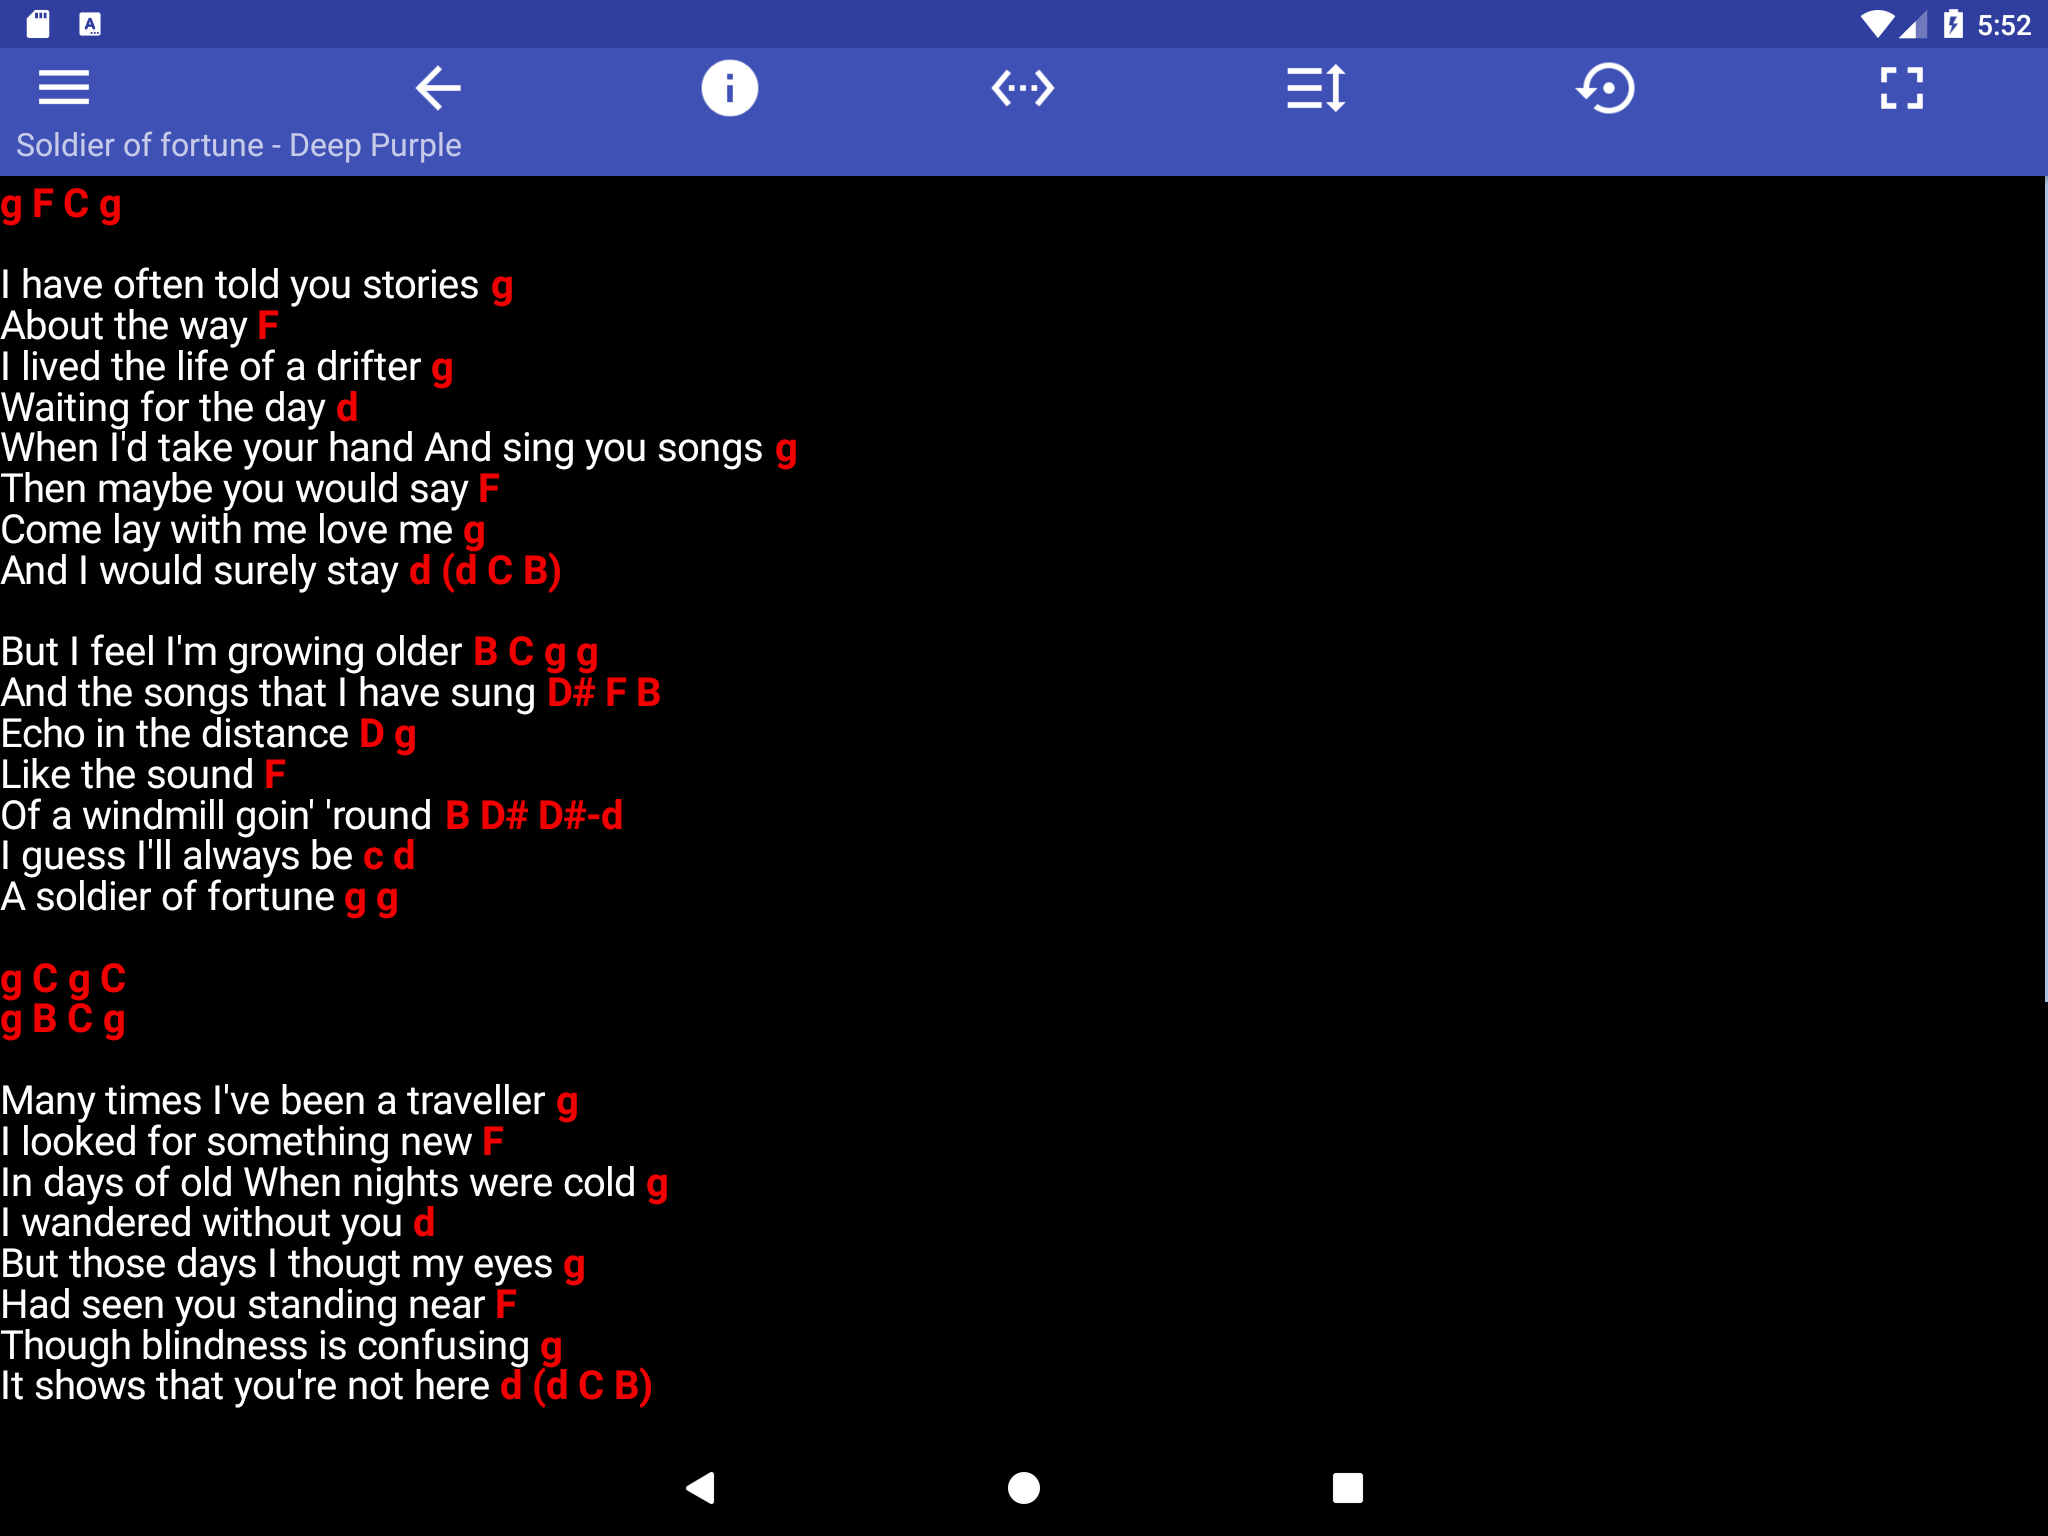 5:52
Soldier of fortune - Deep Purple
g F C g
I have often told you stories g
About the way F
I lived the life of a drifter g
Waiting for the day d
When I'd take your hand And sing you songs g
Then maybe you would say F
Come lay with me love me g
And I would surely stay d (d C B)
But I feel I'm growing older B C g g
And the songs that I have sung D# F B
Echo in the distance D g
Like the sound F
Of a windmill goin' 'round B D# D#-d
I guess I'll always be c d
A soldier of fortune g g
g C g C
g B C g
Many times I've been a traveller g
I looked for something new F
In days of old When nights were cold g
I wandered without you d
But those days I thougt my eyes g
Had seen you standing near F
Though blindness is confusing g
It shows that you're not here d (d C B)